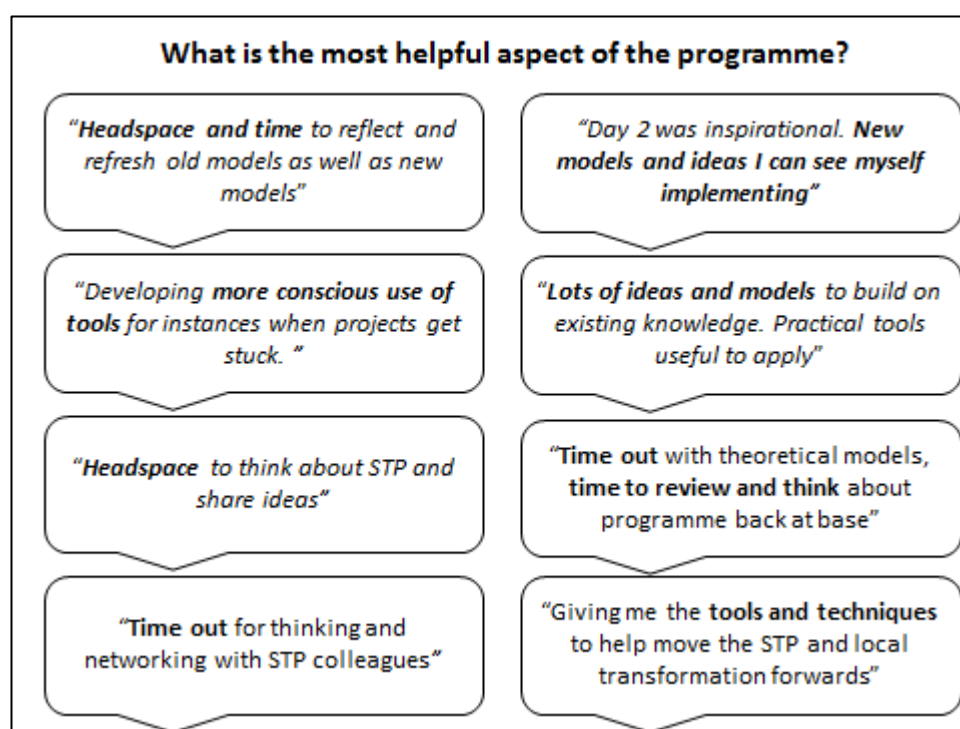 What is the most helpful aspect of the programme?
“Headspace and time to reflect and
refresh old models as well as new
models”
“Day 2 was inspirational. New
models and ideas I can see myself
implementing”
“Developing more conscious use of
tools for instances when projects get
stuck. ”
“Lots of ideas and models to build on
existing knowledge. Practical tools
useful to apply”
“Headspace to think about STP and
share ideas”
“Time out with theoretical models,
time to review and think about
programme back at base”
“Time out for thinking and
networking with STP colleagues”
“Giving me the tools and techniques
to help move the STP and local
transformation forwards”